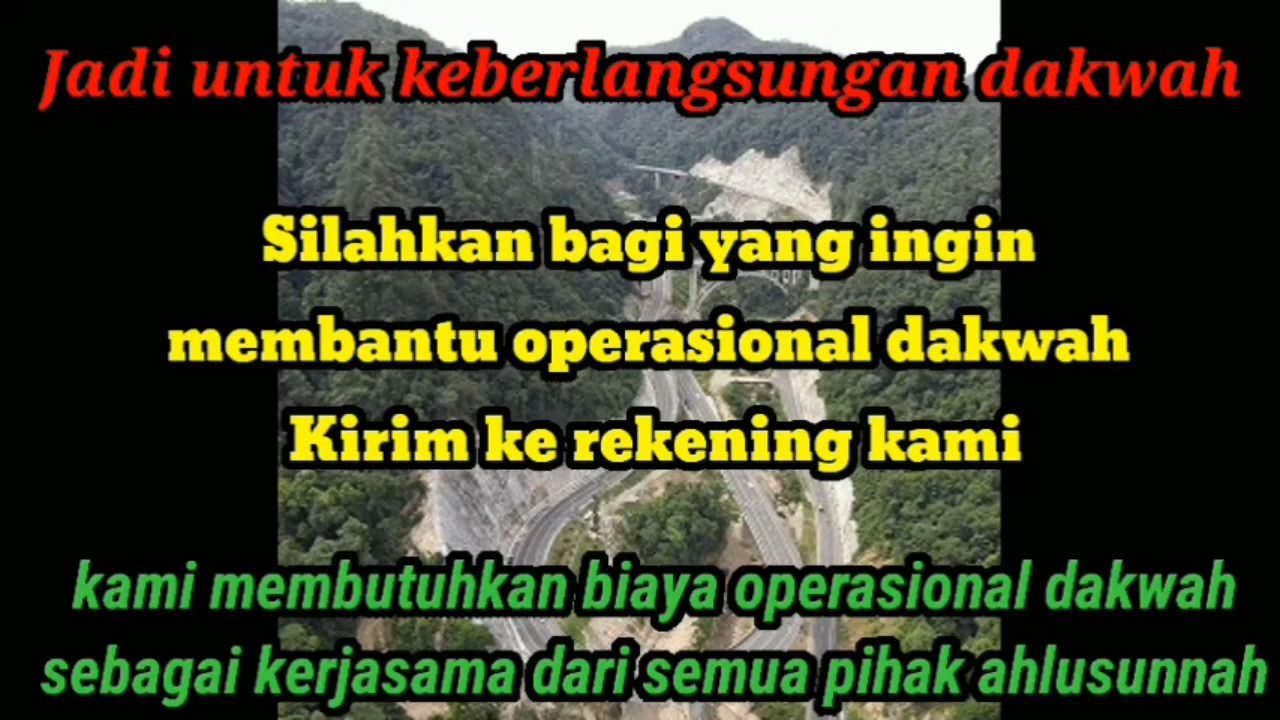 Jadi untuk keberlangsungan dakwah
Silahkan bagi yang ingin
membantu operasional dakwah
Kirim ke rekening kami
kami membutuhkan biaya operasional dakwah
sebagai kerjasama dari semua pihak ahlusunnah